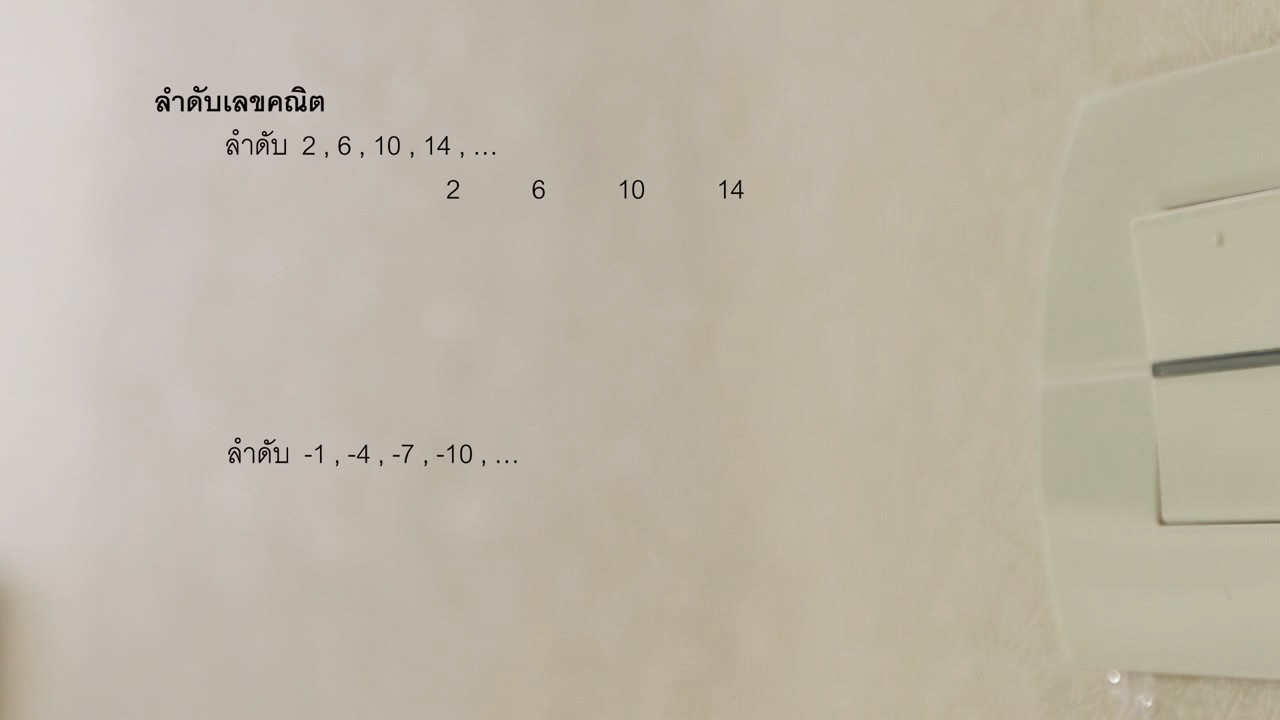 ลำดับเลขคณิต
ลำดับ 2 , 6 , 10 , 14 , …
2 6 10 14
ลำดับ -1 , -4 , -7 , -10 , …